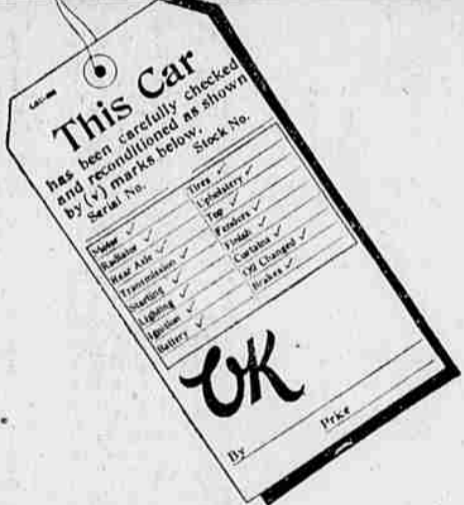 This Car
has been carefully checked
and reconditioned as shown
by (√) marks below.
Serial No. Stock No.
Motor √ Tires √
Radiator √ Upholstery √
Rear Axle √ Top √
Transmission √ Fenders √
Starting √ Finish √
Lighting √ Curtains √
Ignition √ Oil Changed √
Battery √ Brakes √
OK
By Price